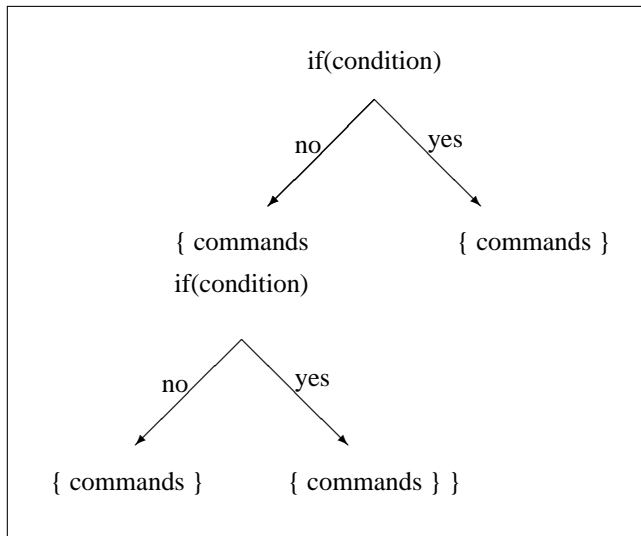 if(condition)
no yes
{ commands { commands }
if(condition)
no yes
{ commands } { commands } }